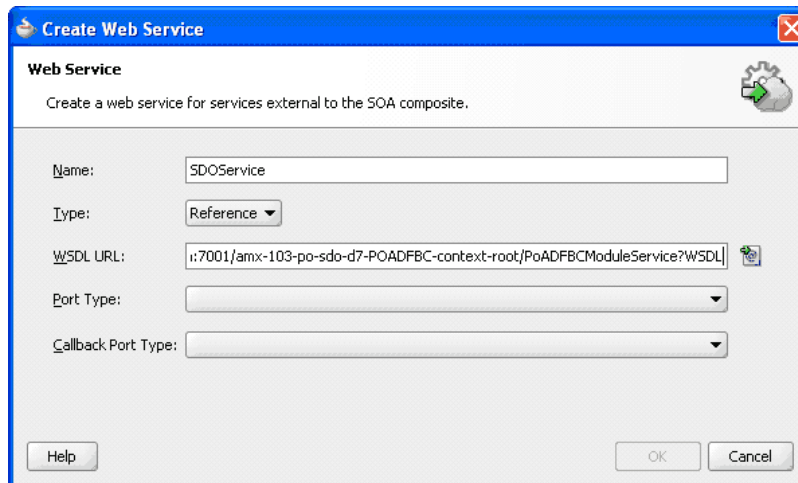 Create Web Service
Web Service
Create a web service for services external to the SOA composite.
Name:
SDOService
Type:
Reference
WSDL URL:
:7001/amx-103-po-sdo-d7-POADFBC-context-root/PoADFBCModuleService?WSDL
Port Type:
Callback Port Type:
Help
OK
Cancel